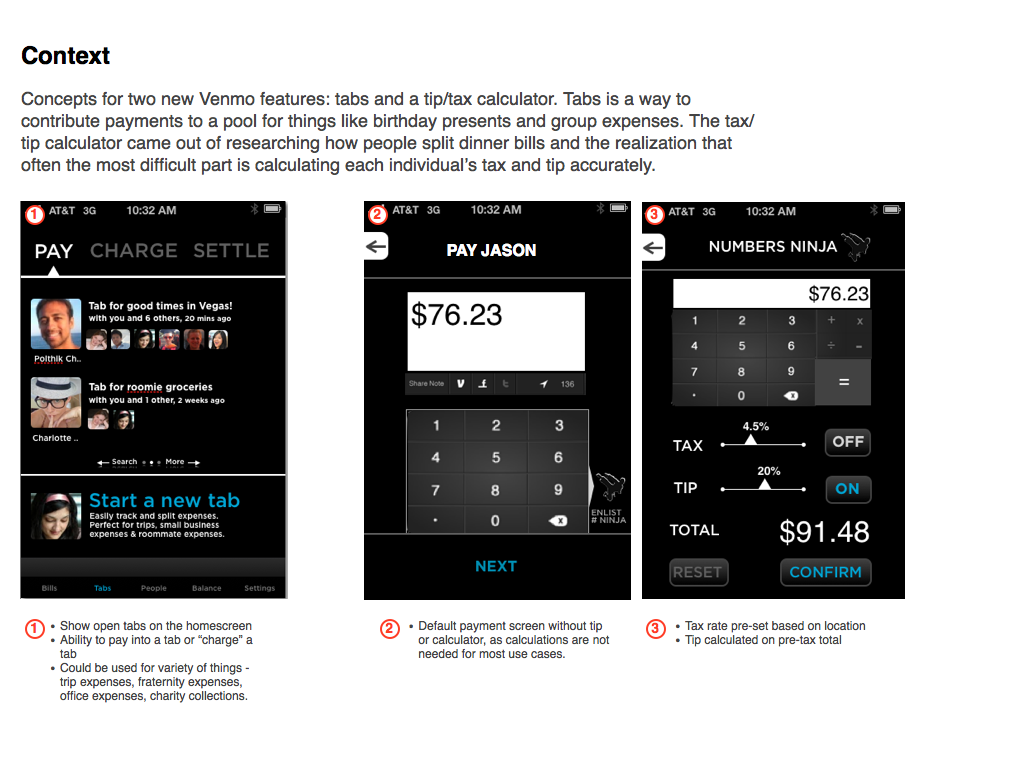 Context
Concepts for two new Venmo features: tabs and a tip/tax calculator. Tabs is a way to
contribute payments to a pool for things like birthday presents and group expenses. The tax/
tip calculator came out of researching how people split dinner bills and the realization that
often the most difficult part is calculating each individual's tax and tip accurately.
1 AT&T 3G 10:32 AM
PAY CHARGE SETTLE
Tab for good times in Vegas!
with you and 6 others, 20 mins ago
Polthik Ch..
Tab for roomie groceries
with you and 1 other, 2 weeks ago
Charlotte ..
Search More
Start a new tab
Easily track and split expenses.
Perfect for trips, small business
expenses & roommate expenses.
Bills Tabs People Balance Settings
2 AT&T 3G 10:32 AM
PAY JASON
$76.23
Share Note v f t 136
1 2 3
4 5 6
7 8 9
. 0 x
ENLIST
# NINJA
NEXT
3 AT&T 3G 10:32 AM
NUMBERS NINJA
$76.23
1 2 3 + x
4 5 6 ÷ -
7 8 9 =
. 0 x
4.5%
TAX OFF
20%
TIP ON
TOTAL $91.48
RESET CONFIRM
1 • Show open tabs on the homescreen
• Ability to pay into a tab or “charge” a
tab
• Could be used for variety of things -
trip expenses, fraternity expenses,
office expenses, charity collections.
2 • Default payment screen without tip
or calculator, as calculations are not
needed for most use cases.
3 • Tax rate pre-set based on location
• Tip calculated on pre-tax total